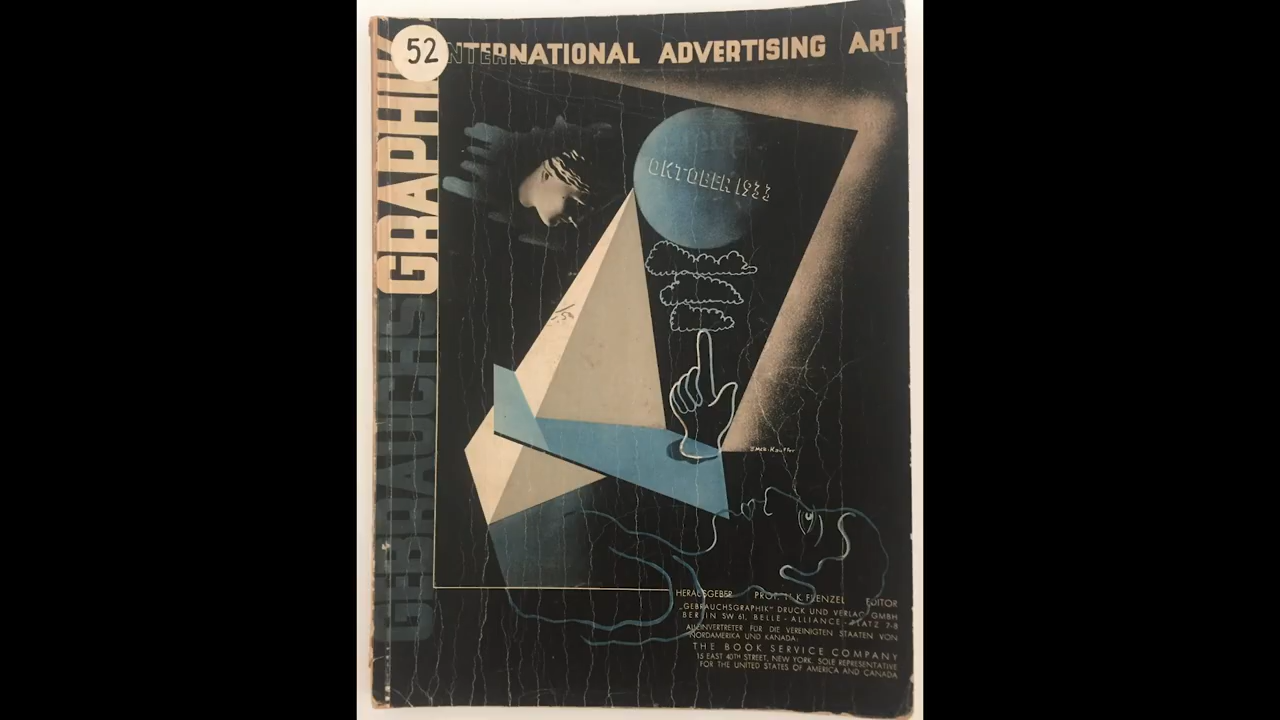 52
INTERNATIONAL ADVERTISING ART
GEBRAUCHSGRAPHIK
OKTOBER 1933
E McK. Kauffer
HERAUSGEBER PROF. H. K. FRENZEL EDITOR
„GEBRAUCHSGRAPHIK" DRUCK UND VERLAG GMBH
BERLIN SW 61, BELLE-ALLIANCE-PLATZ 7-8
ALLEINVERTRETER FÜR DIE VEREINIGTEN STAATEN VON
NORDAMERIKA UND KANADA:
THE BOOK SERVICE COMPANY
15 EAST 40TH STREET, NEW YORK. SOLE REPRESENTATIVE
FOR THE UNITED STATES OF AMERICA AND CANADA